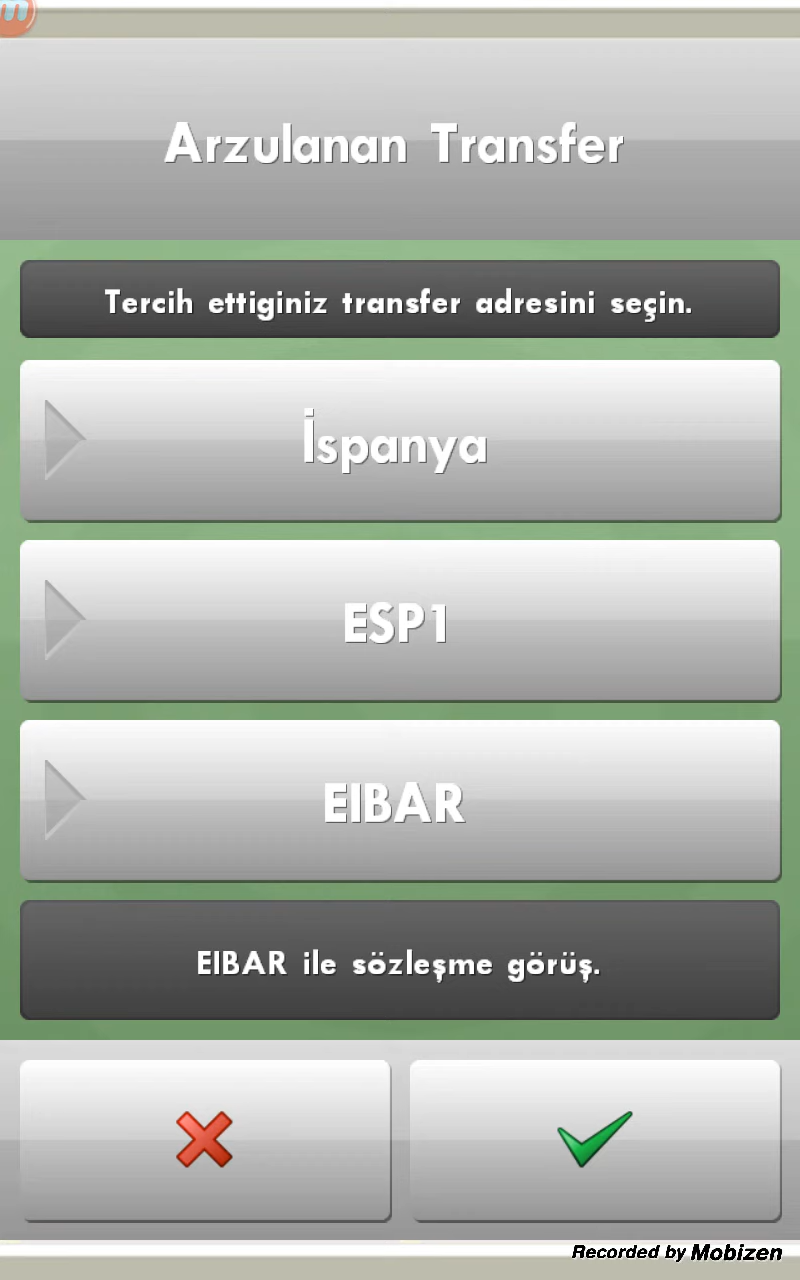 m
Arzulanan Transfer
Tercih ettiginiz transfer adresini seçin.
İspanya
ESP1
EIBAR
EIBAR ile sözleşme görüş.
Recorded by Mobizen